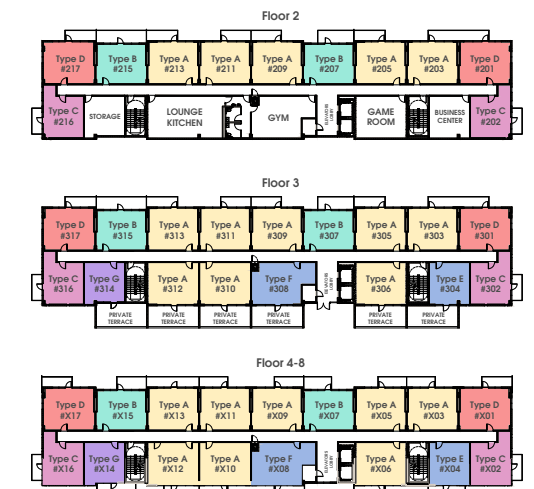 Floor 2
Type D #217
Type B #215
Type A #213
Type A #211
Type A #209
Type B #207
Type A #205
Type A #203
Type D #201
Type C #216
STORAGE
LOUNGE KITCHEN
GYM
ELEVATORS LOBBY
GAME ROOM
BUSINESS CENTER
Type C #202
Floor 3
Type D #317
Type B #315
Type A #313
Type A #311
Type A #309
Type B #307
Type A #305
Type A #303
Type D #301
Type C #316
Type G #314
Type A #312
Type A #310
Type F #308
ELEVATORS LOBBY
Type A #306
Type E #304
Type C #302
PRIVATE TERRACE
PRIVATE TERRACE
PRIVATE TERRACE
PRIVATE TERRACE
PRIVATE TERRACE
PRIVATE TERRACE
Floor 4-8
Type D #X17
Type B #X15
Type A #X13
Type A #X11
Type A #X09
Type B #X07
Type A #X05
Type A #X03
Type D #X01
Type C #X16
Type G #X14
Type A #X12
Type A #X10
Type F #X08
ELEVATORS LOBBY
Type A #X06
Type E #X04
Type C #X02